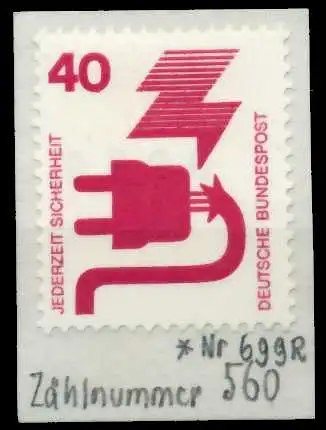 40
JEDERZEIT SICHERHEIT
DEUTSCHE BUNDESPOST
* Nr 699R
Zählnummer 560